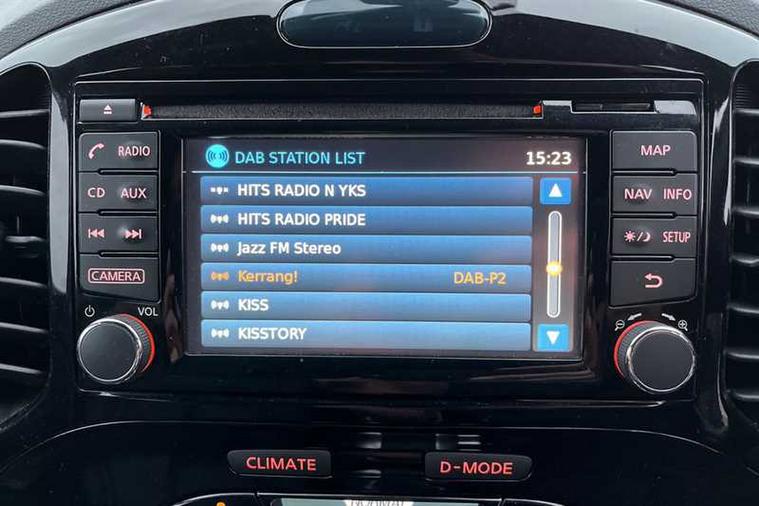 DAB STATION LIST 15:23
HITS RADIO N YKS
HITS RADIO PRIDE
Jazz FM Stereo
Kerrang! DAB-P2
KISS
KISSTORY
RADIO
CD AUX
CAMERA
VOL
MAP
NAV INFO
SETUP
CLIMATE
D-MODE
NORMAL